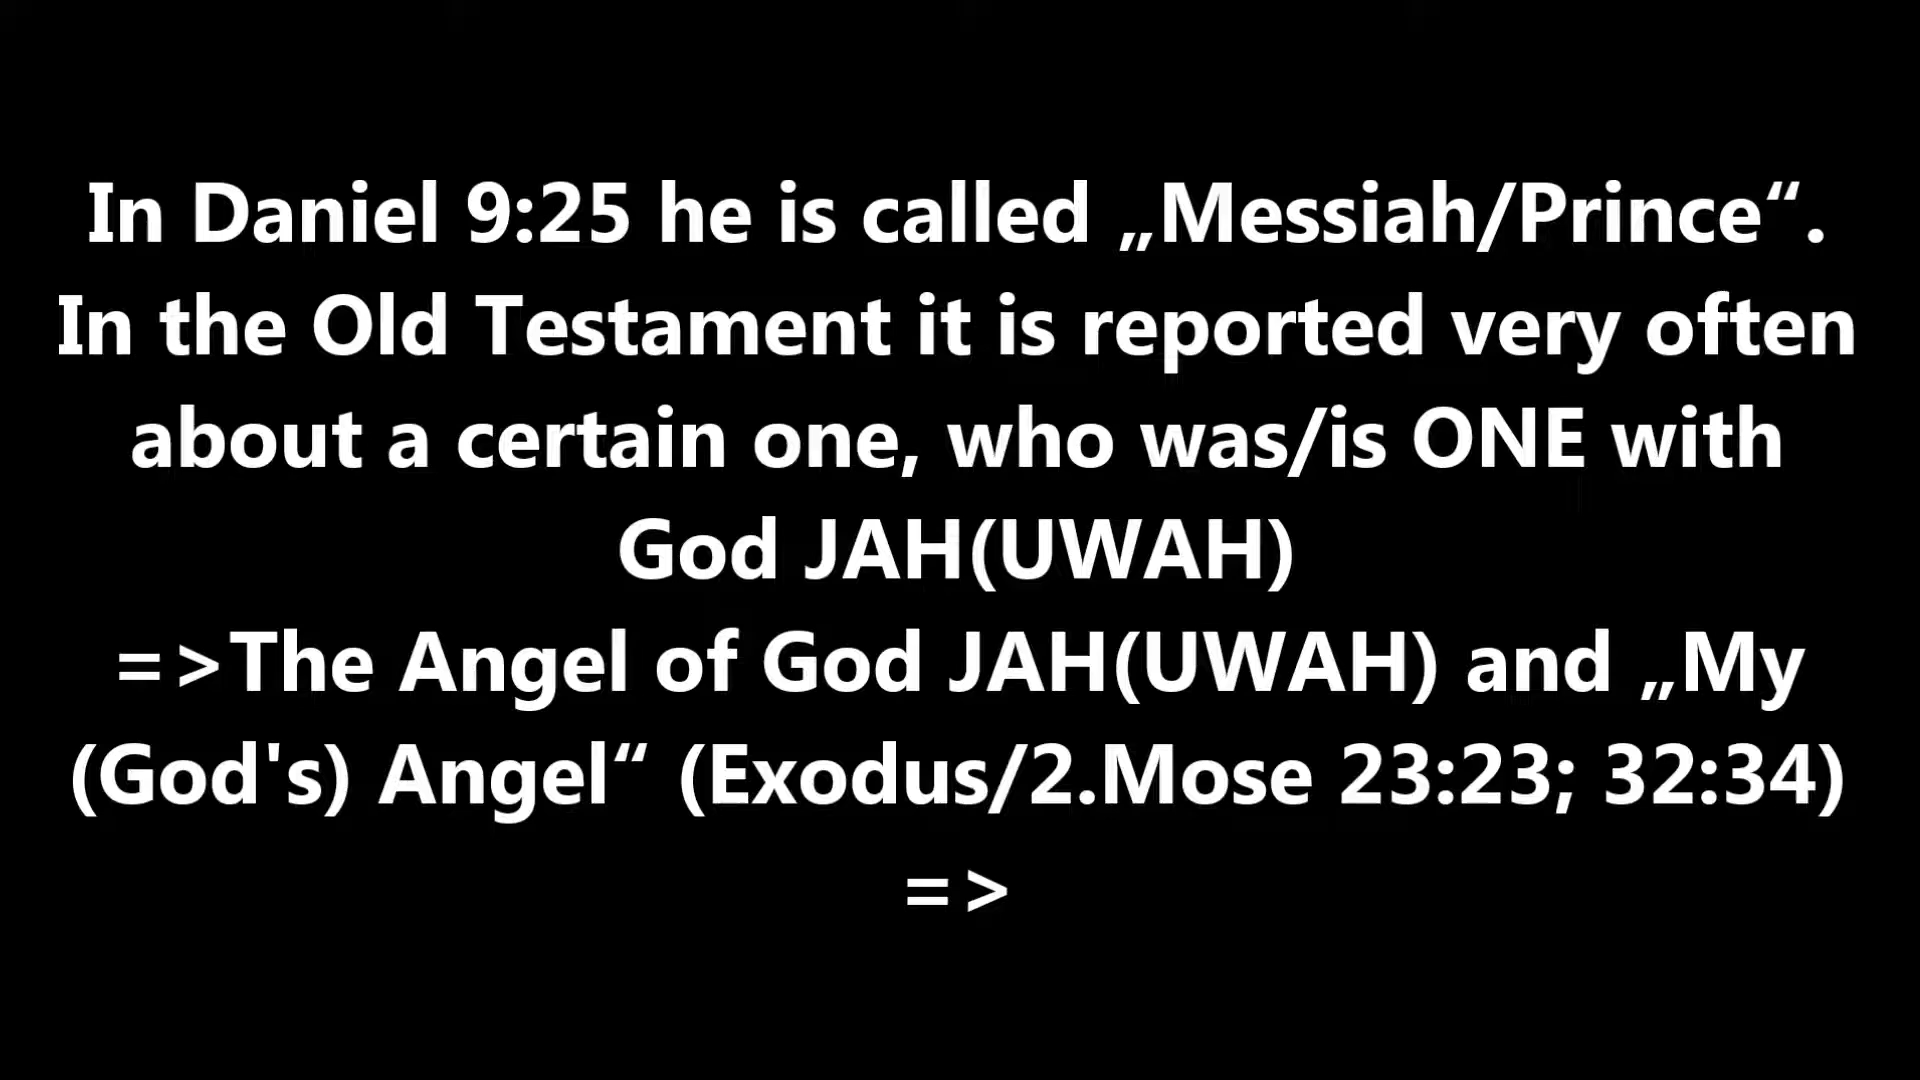 In Daniel 9:25 he is called „Messiah/Prince“.
In the Old Testament it is reported very often
about a certain one, who was/is ONE with
God JAH(UWAH)
=>The Angel of God JAH(UWAH) and „My
(God's) Angel“ (Exodus/2.Mose 23:23; 32:34)
=>